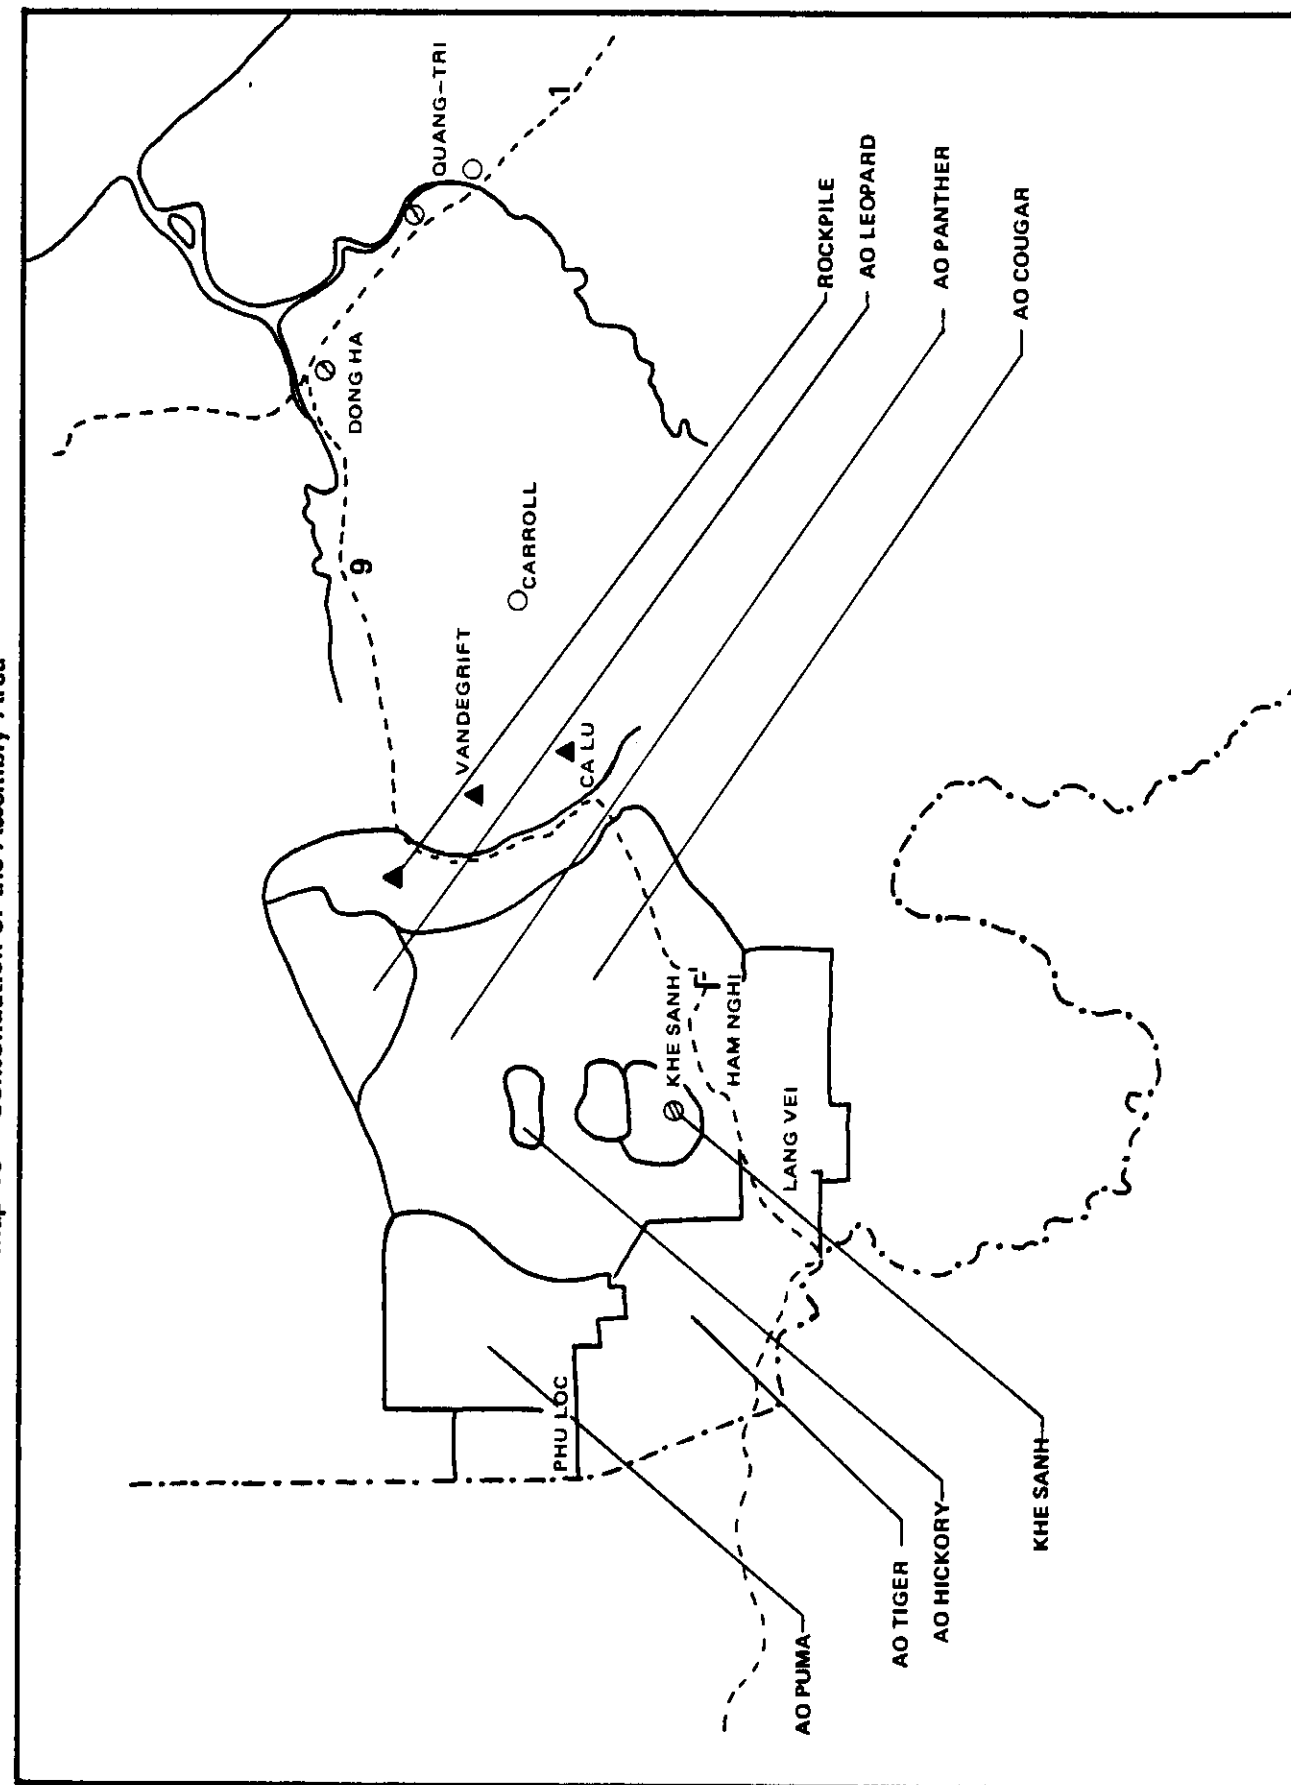 QUANG-TRI
1
DONG HA
9
CARROLL
VANDEGRIFT
CA LU
ROCKPILE
AO LEOPARD
AO PANTHER
AO COUGAR
KHE SANH
HAM NGHI
LANG VEI
PHU LOC
AO PUMA
AO TIGER
AO HICKORY
KHE SANH